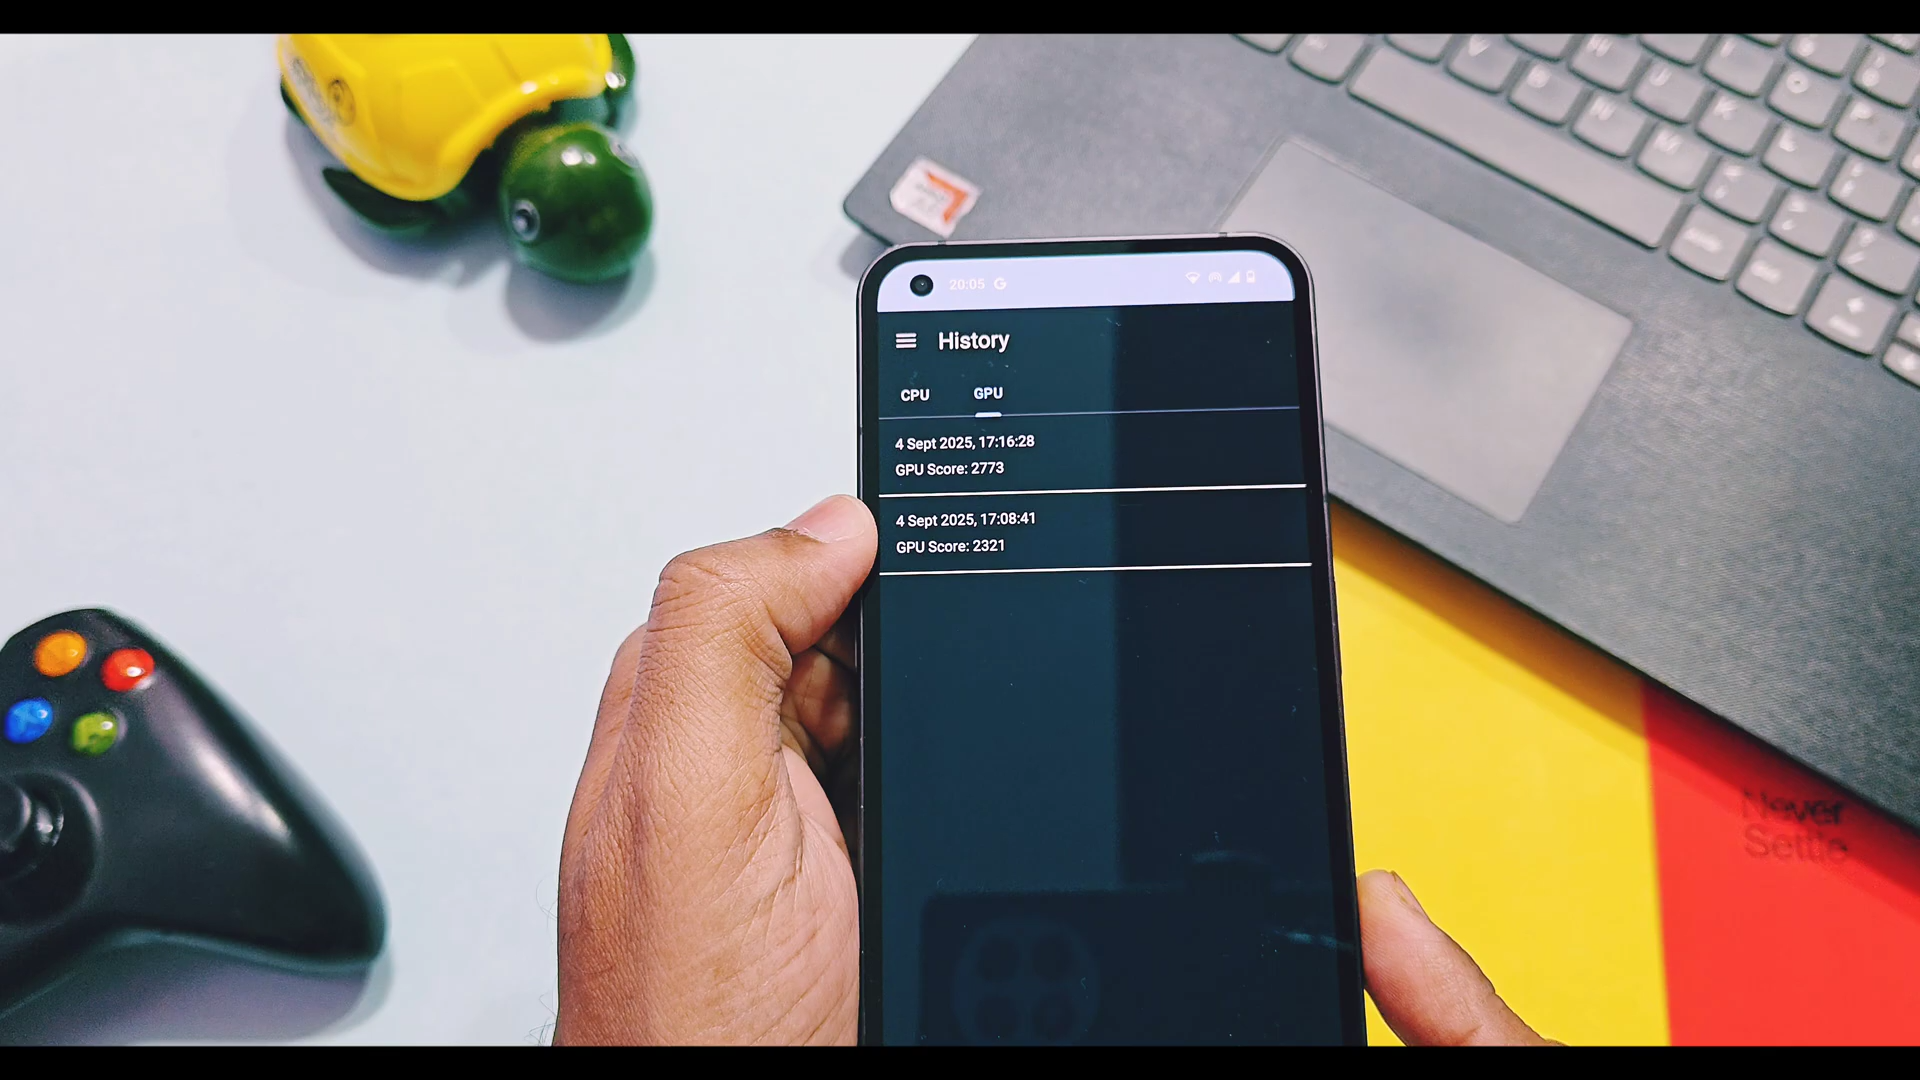 20:05 G
History
CPU GPU
4 Sept 2025, 17:16:28
GPU Score: 2773
4 Sept 2025, 17:08:41
GPU Score: 2321
Never
Settle